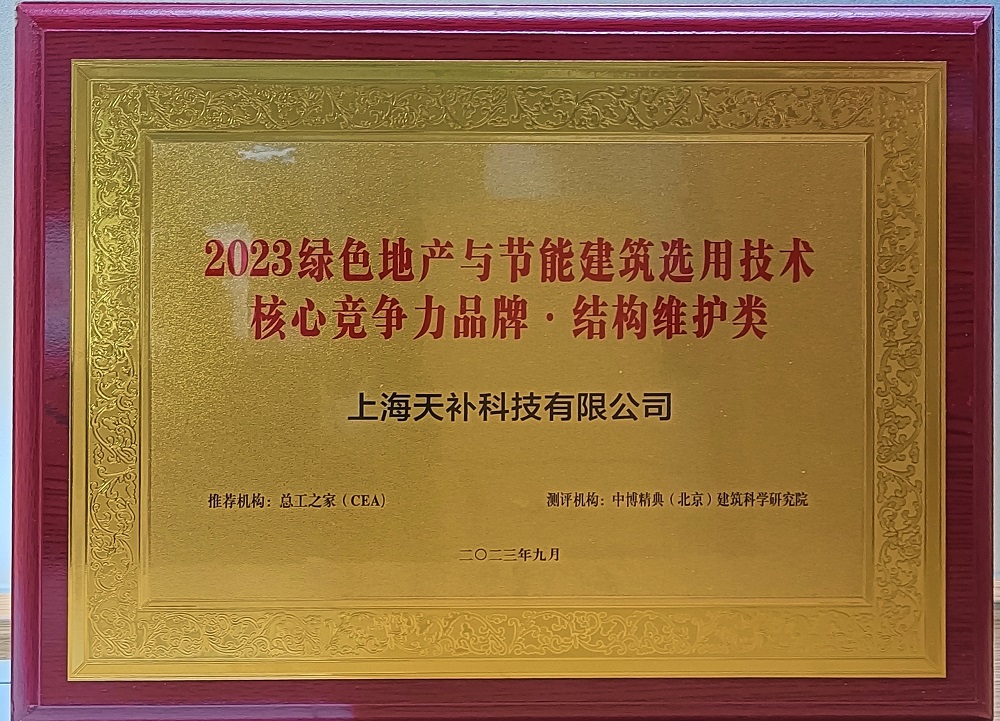 2023绿色地产与节能建筑选用技术
核心竞争力品牌·结构维护类
上海天补科技有限公司
推荐机构：总工之家（CEA） 测评机构：中博精典（北京）建筑科学研究院
二〇二三年九月